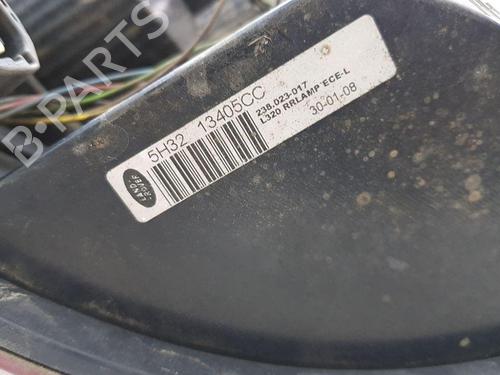 B-PARTS
5H32 13405CC
238.023-017
L320 RRLAMP ECE-L
30-01-08
LAND
ROVER